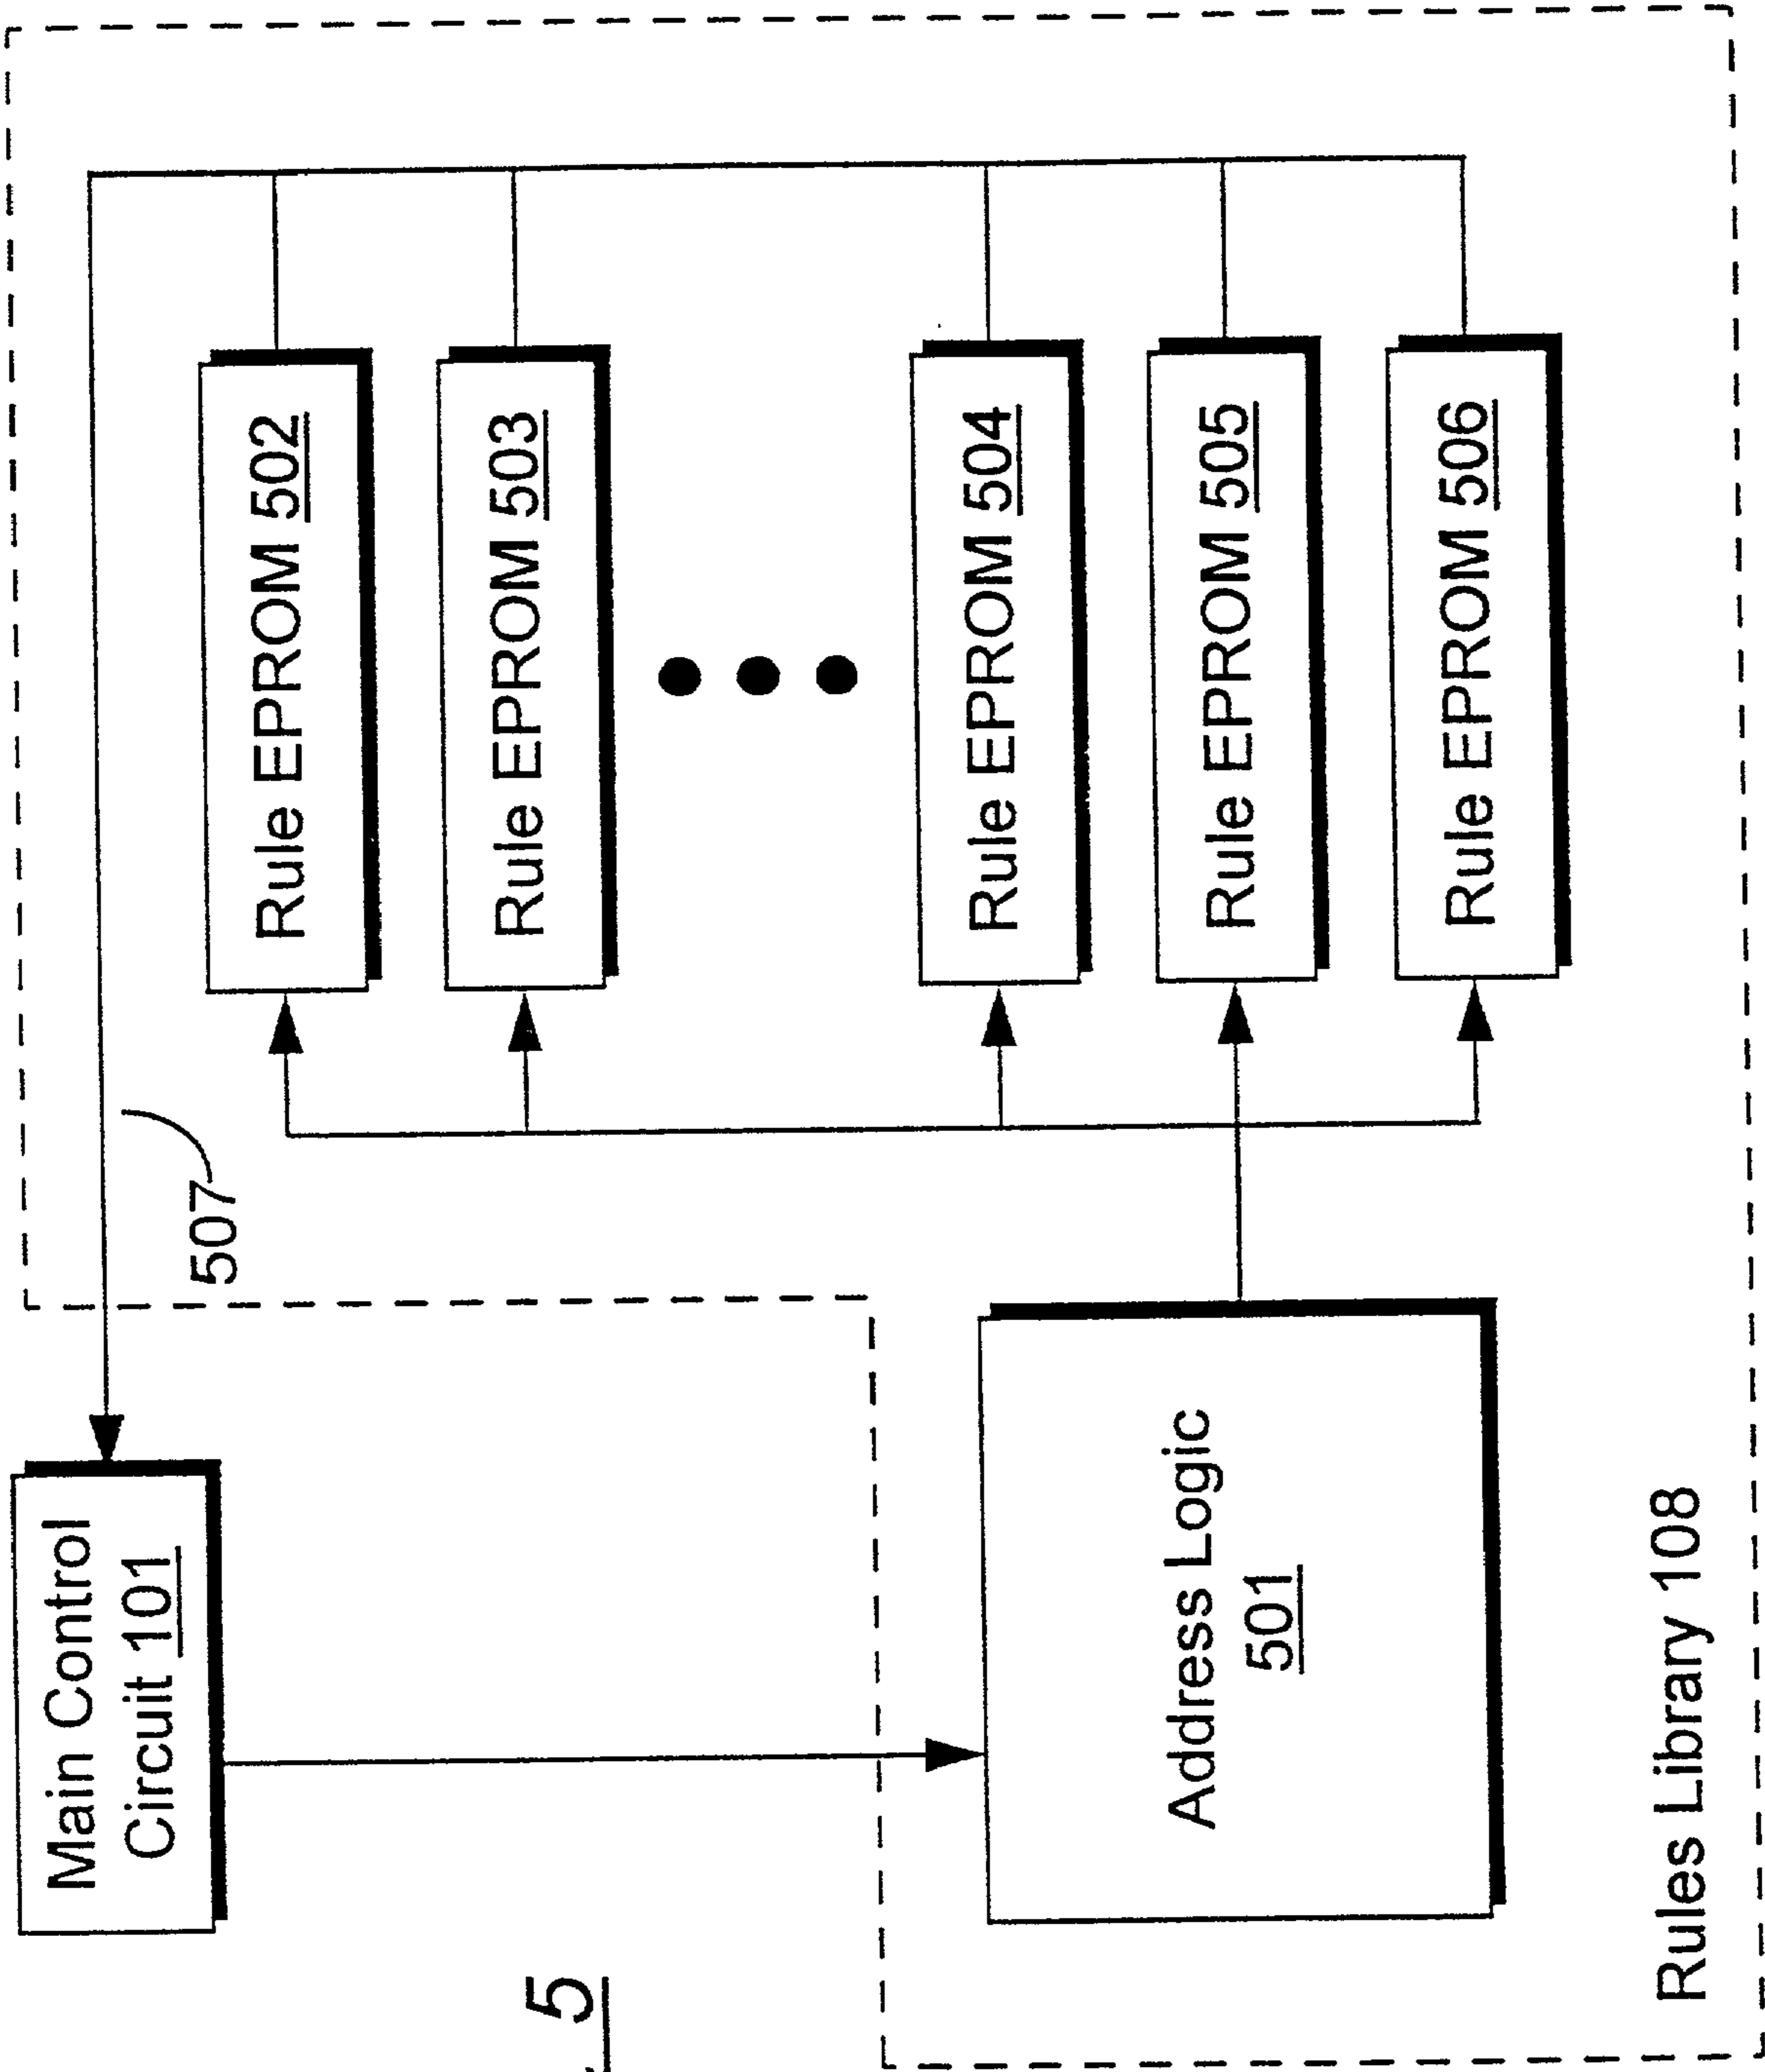 Main Control
Circuit 101
507
Rule EPROM 502
Rule EPROM 503
Rule EPROM 504
Rule EPROM 505
Rule EPROM 506
Address Logic
501
Rules Library 108
5